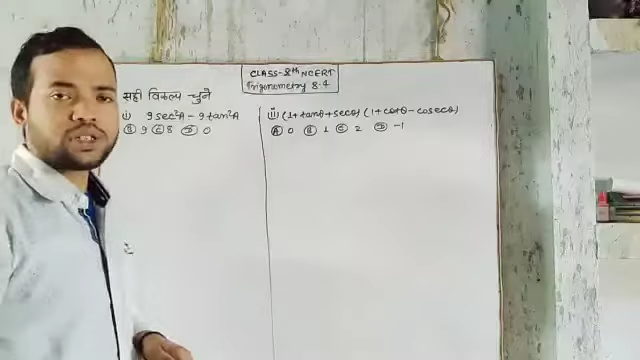 CLASS-8th NCERT
Trigonometry 8.4
सही विकल्प चुने
i) 9 sec²A - 9 tan²A
Ⓑ 9 Ⓒ 8 Ⓓ 0
ii) (1+ tanθ + secθ) (1 + cotθ - cosecθ)
Ⓐ 0 Ⓑ 1 Ⓒ 2 Ⓓ -1